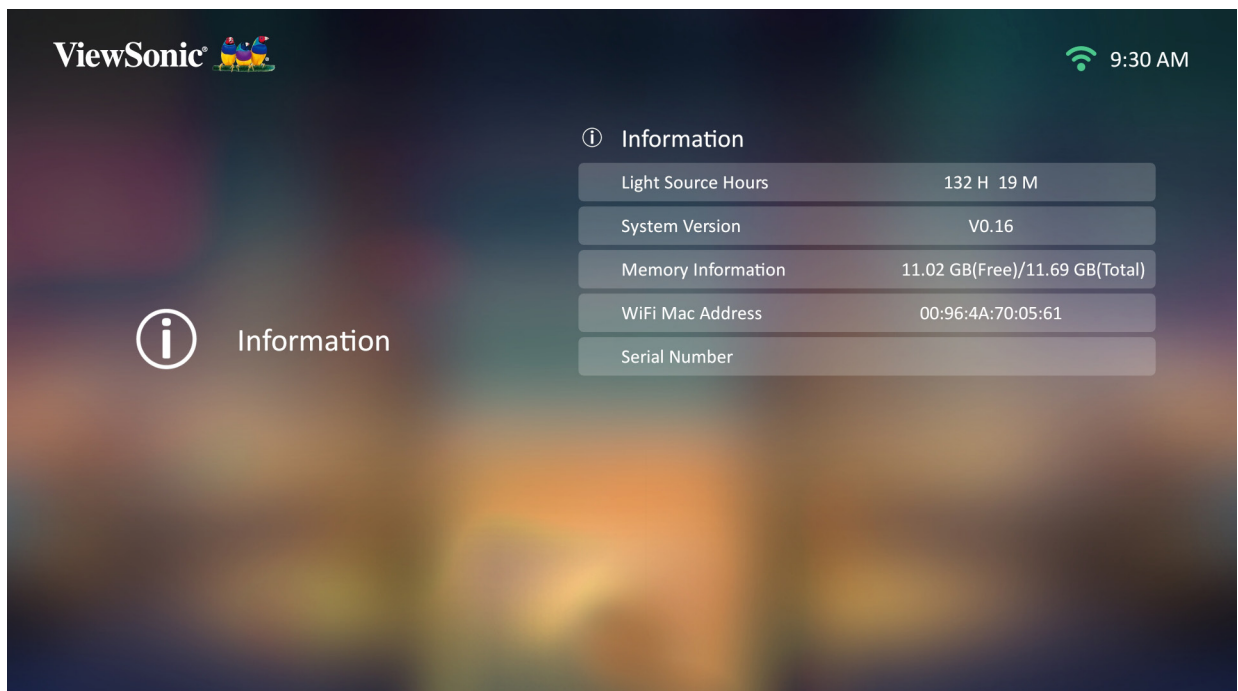 ViewSonic®
9:30 AM
Information
Information
Light Source Hours 132 H 19 M
System Version V0.16
Memory Information 11.02 GB(Free)/11.69 GB(Total)
WiFi Mac Address 00:96:4A:70:05:61
Serial Number